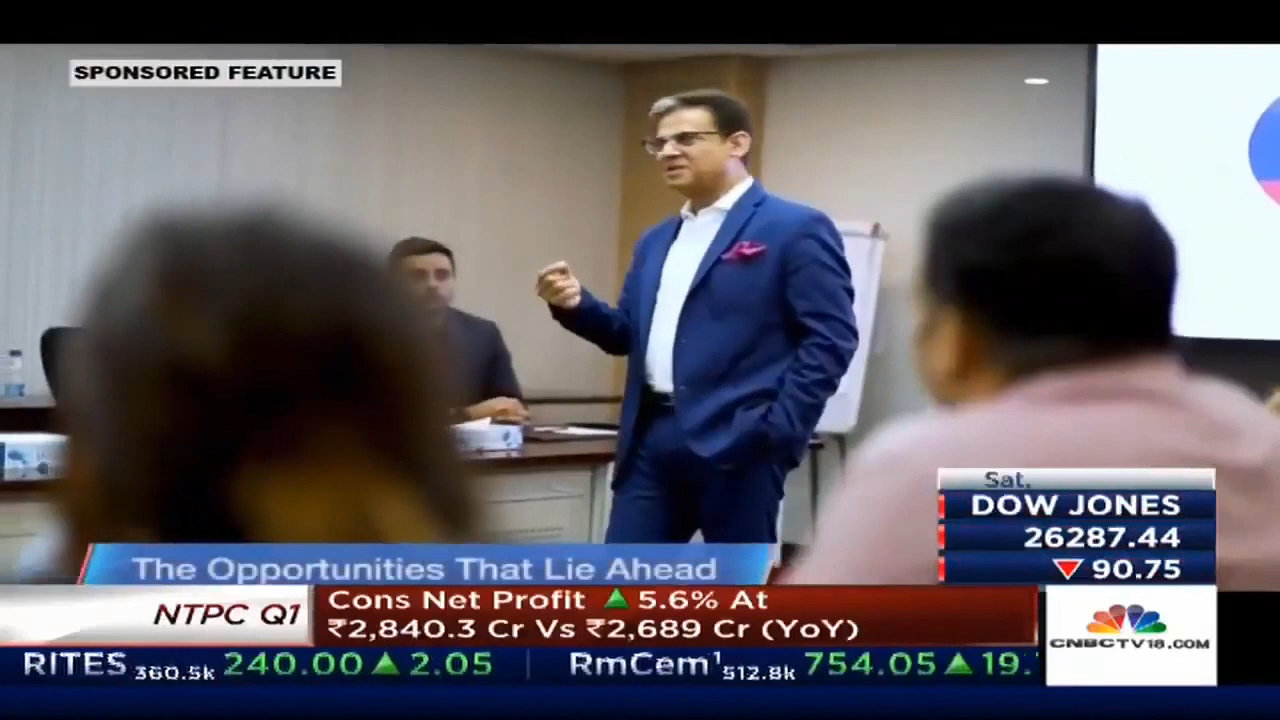 SPONSORED FEATURE
Sat.
DOW JONES
26287.44
▼ 90.75
The Opportunities That Lie Ahead
NTPC Q1
Cons Net Profit ▲ 5.6% At
₹2,840.3 Cr Vs ₹2,689 Cr (YoY)
CNBCTV18.COM
RITES 360.5k 240.00 ▲ 2.05 RmCem¹ 512.8k 754.05 ▲ 19.